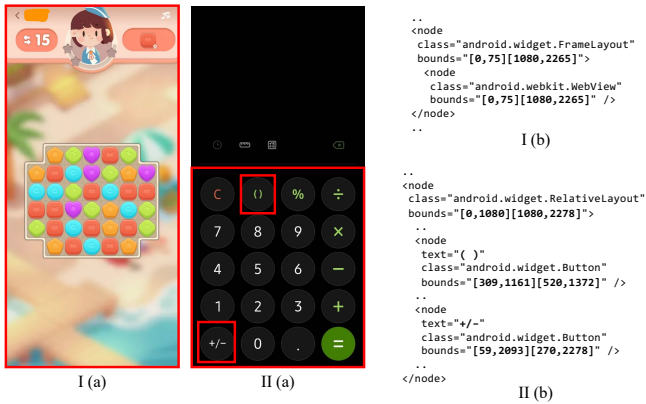 < 
15
C ( ) % ÷
7 8 9 ×
4 5 6 −
1 2 3 +
+/− 0 . =
I (a)
II (a)
..
<node
class="android.widget.FrameLayout"
bounds="[0,75][1080,2265]">
<node
class="android.webkit.WebView"
bounds="[0,75][1080,2265]" />
</node>
..
I (b)
..
<node
class="android.widget.RelativeLayout"
bounds="[0,1080][1080,2278]">
..
<node
text="( )"
class="android.widget.Button"
bounds="[309,1161][520,1372]" />
..
<node
text="+/−"
class="android.widget.Button"
bounds="[59,2093][270,2278]" />
..
</node>
II (b)